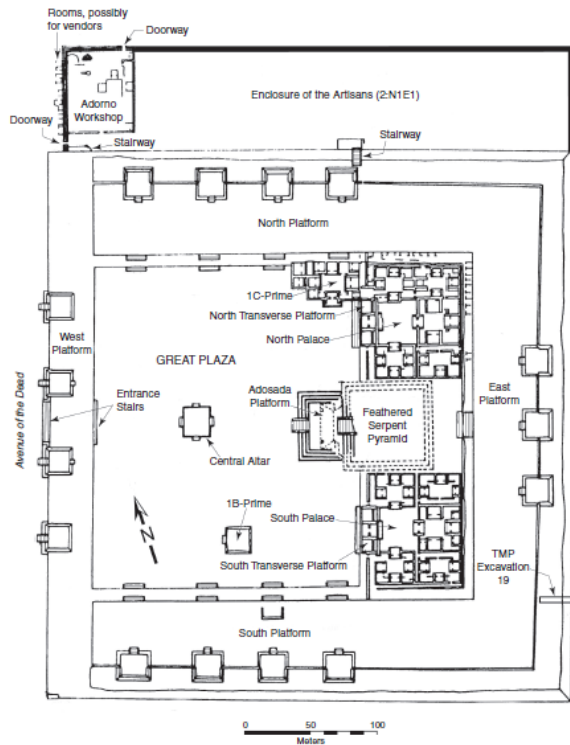 Rooms, possibly
for vendors
Doorway
Adorno
Workshop
Enclosure of the Artisans (2:N1E1)
Doorway
Stairway
Stairway
North Platform
1C-Prime
North Transverse Platform
North Palace
West
Platform
GREAT PLAZA
Avenue of the Dead
Entrance
Stairs
Adosada
Platform
Feathered
Serpent
Pyramid
East
Platform
Central Altar
N
1B-Prime
South Palace
South Transverse Platform
TMP
Excavation
19
South Platform
0 50 100
Meters